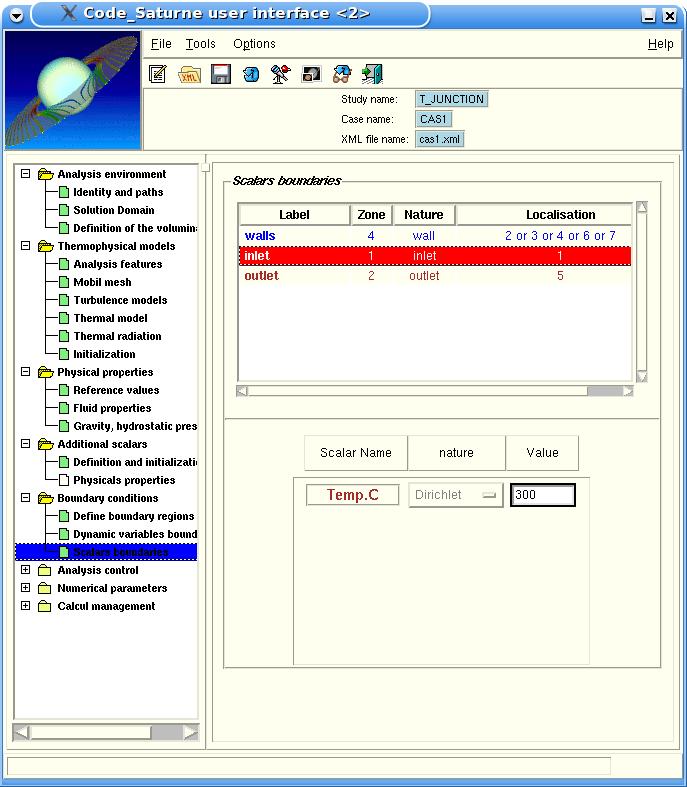 Code_Saturne user interface <2>
File Tools Options Help
XML
Study name: T_JUNCTION
Case name: CAS1
XML file name: cas1.xml
Analysis environment
Identity and paths
Solution Domain
Definition of the volumin
Thermophysical models
Analysis features
Mobil mesh
Turbulence models
Thermal model
Thermal radiation
Initialization
Physical properties
Reference values
Fluid properties
Gravity, hydrostatic pres
Additional scalars
Definition and initializati
Physicals properties
Boundary conditions
Define boundary regions
Dynamic variables bound
Scalars boundaries
Analysis control
Numerical parameters
Calcul management
Scalars boundaries
Label Zone Nature Localisation
walls 4 wall 2 or 3 or 4 or 6 or 7
inlet 1 inlet 1
outlet 2 outlet 5
Scalar Name nature Value
Temp.C Dirichlet 300